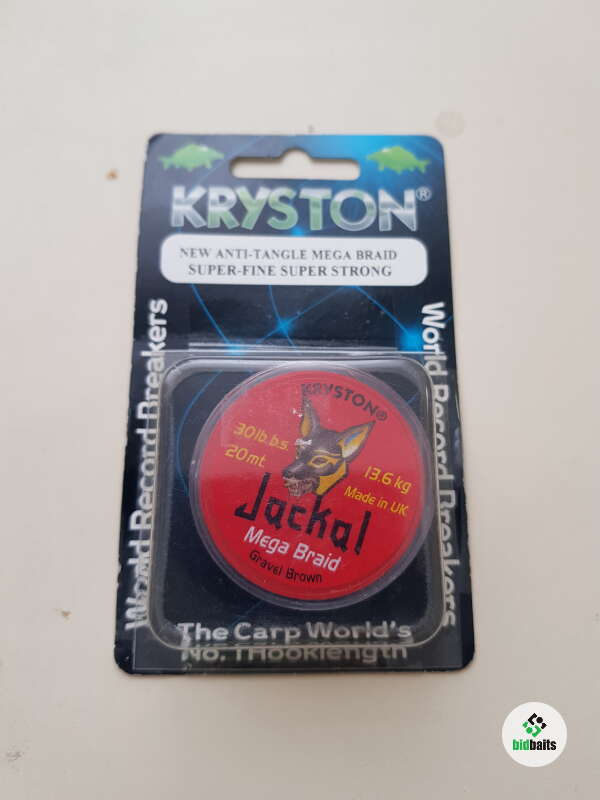 KRYSTON®
NEW ANTI-TANGLE MEGA BRAID
SUPER-FINE SUPER STRONG
World Record Breakers
World Record Breakers
KRYSTON®
30lb.b.s.
20mt.
13.6 kg
Made in UK
Jackal
Mega Braid
Gravel Brown
The Carp World's
No. 1 Hooklength
bidbaits